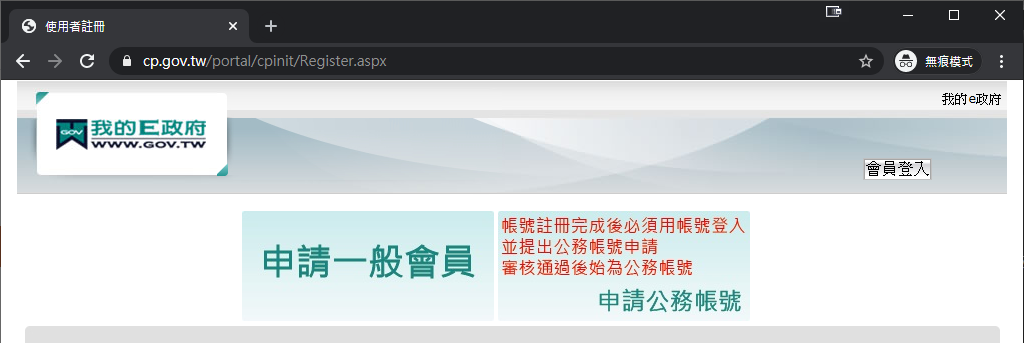 使用者註冊
cp.gov.tw/portal/cpinit/Register.aspx
無痕模式
我的e政府
GOV
我的E政府
WWW.GOV.TW
會員登入
申請一般會員
帳號註冊完成後必須用帳號登入
並提出公務帳號申請
審核通過後始為公務帳號
申請公務帳號